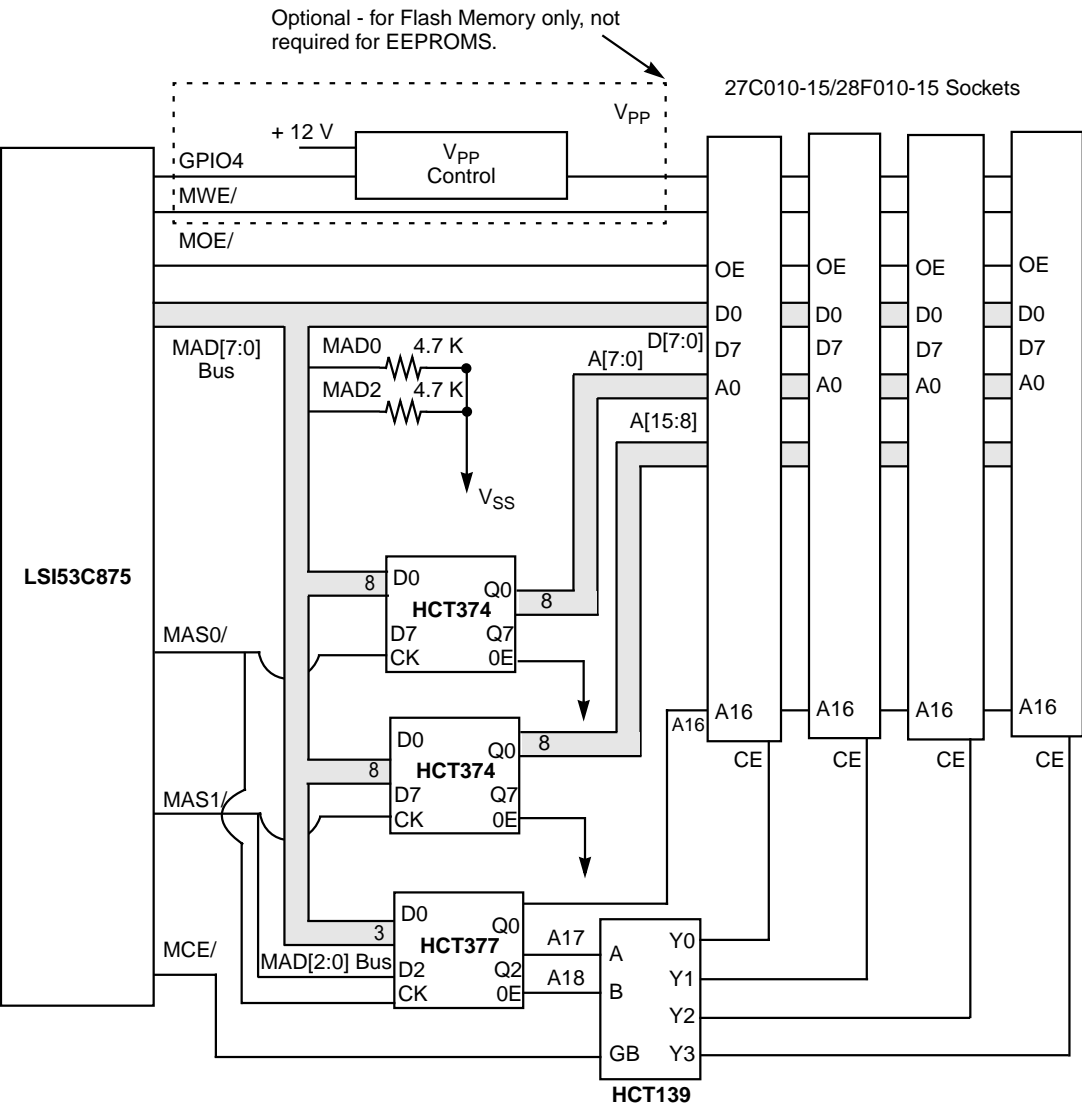 Optional - for Flash Memory only, not
required for EEPROMS.
27C010-15/28F010-15 Sockets
VPP
+ 12 V
VPP
Control
GPIO4
MWE/
MOE/
OE
OE
OE
OE
D0
D0
D0
D0
MAD[7:0]
Bus
MAD0
4.7 K
D[7:0]
D7
D7
D7
D7
A[7:0]
MAD2
4.7 K
A0
A0
A0
A0
A[15:8]
VSS
LSI53C875
8
D0
Q0
8
HCT374
D7
Q7
CK
0E
MAS0/
A16
A16
A16
A16
A16
D0
Q0
8
8
HCT374
D7
Q7
CK
0E
CE
CE
CE
CE
MAS1/
D0
Q0
3
HCT377
MAD[2:0] Bus
D2
Q2
CK
0E
MCE/
A17
A18
A
B
GB
Y0
Y1
Y2
Y3
HCT139